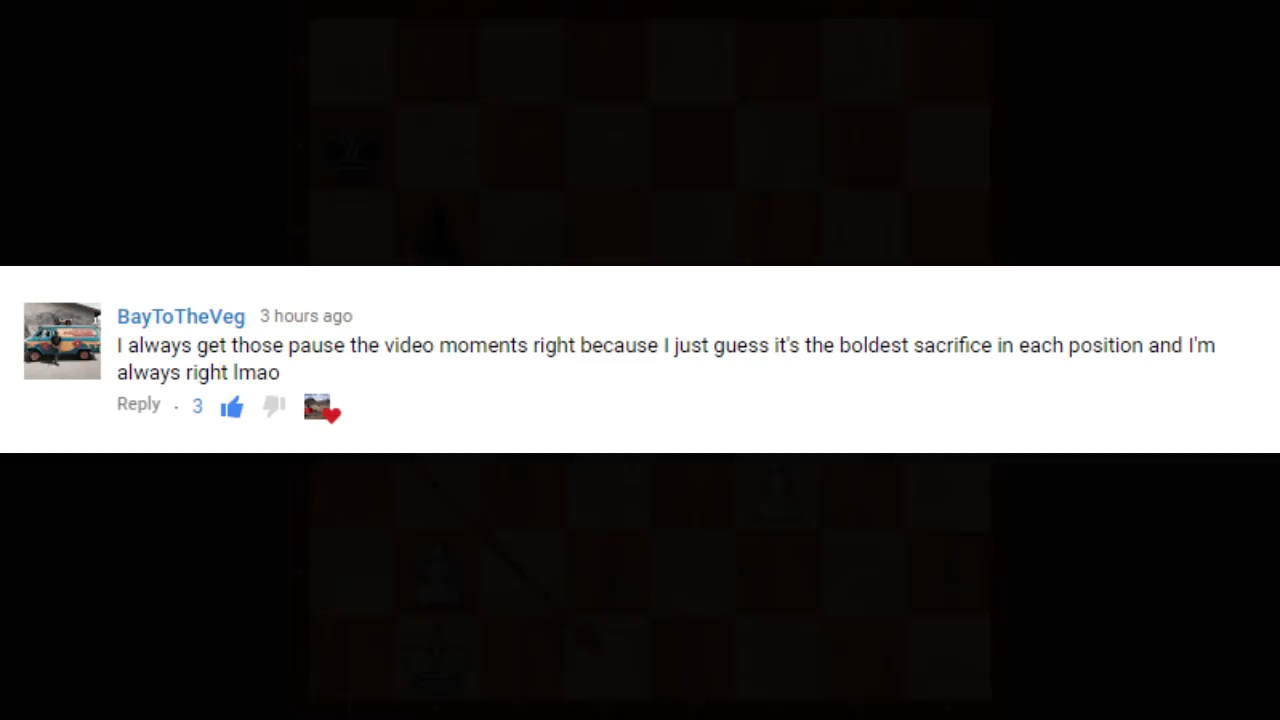 BayToTheVeg 3 hours ago
I always get those pause the video moments right because I just guess it's the boldest sacrifice in each position and I'm
always right lmao
Reply . 3